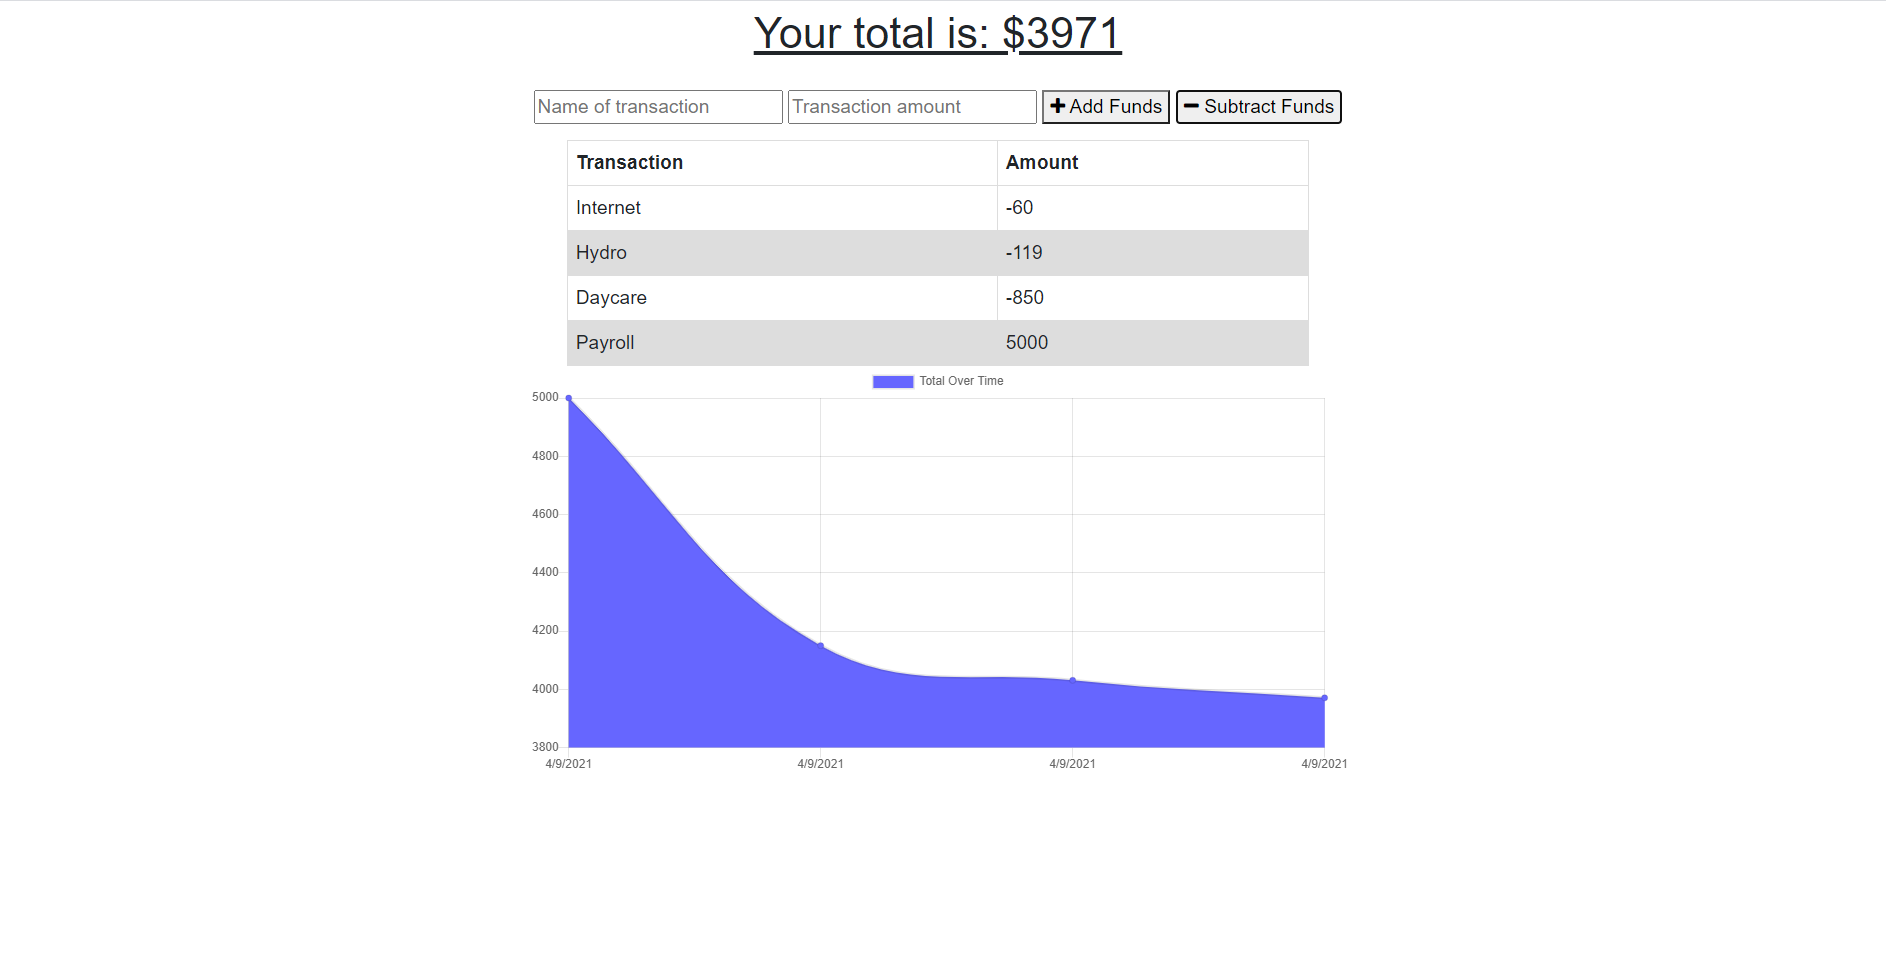 Your total is: $3971
Name of transaction Transaction amount Add Funds Subtract Funds
Transaction Amount
Internet -60
Hydro -119
Daycare -850
Payroll 5000
Total Over Time
5000
4800
4600
4400
4200
4000
3800
4/9/2021 4/9/2021 4/9/2021 4/9/2021